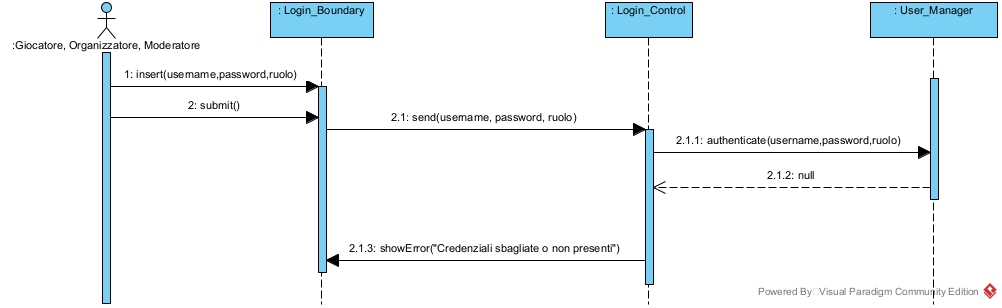 : Login_Boundary
: Login_Control
: User_Manager
:Giocatore, Organizzatore, Moderatore
1: insert(username,password,ruolo)
2: submit()
2.1: send(username, password, ruolo)
2.1.1: authenticate(username,password,ruolo)
2.1.2: null
2.1.3: showError("Credenziali sbagliate o non presenti")
Powered By Visual Paradigm Community Edition